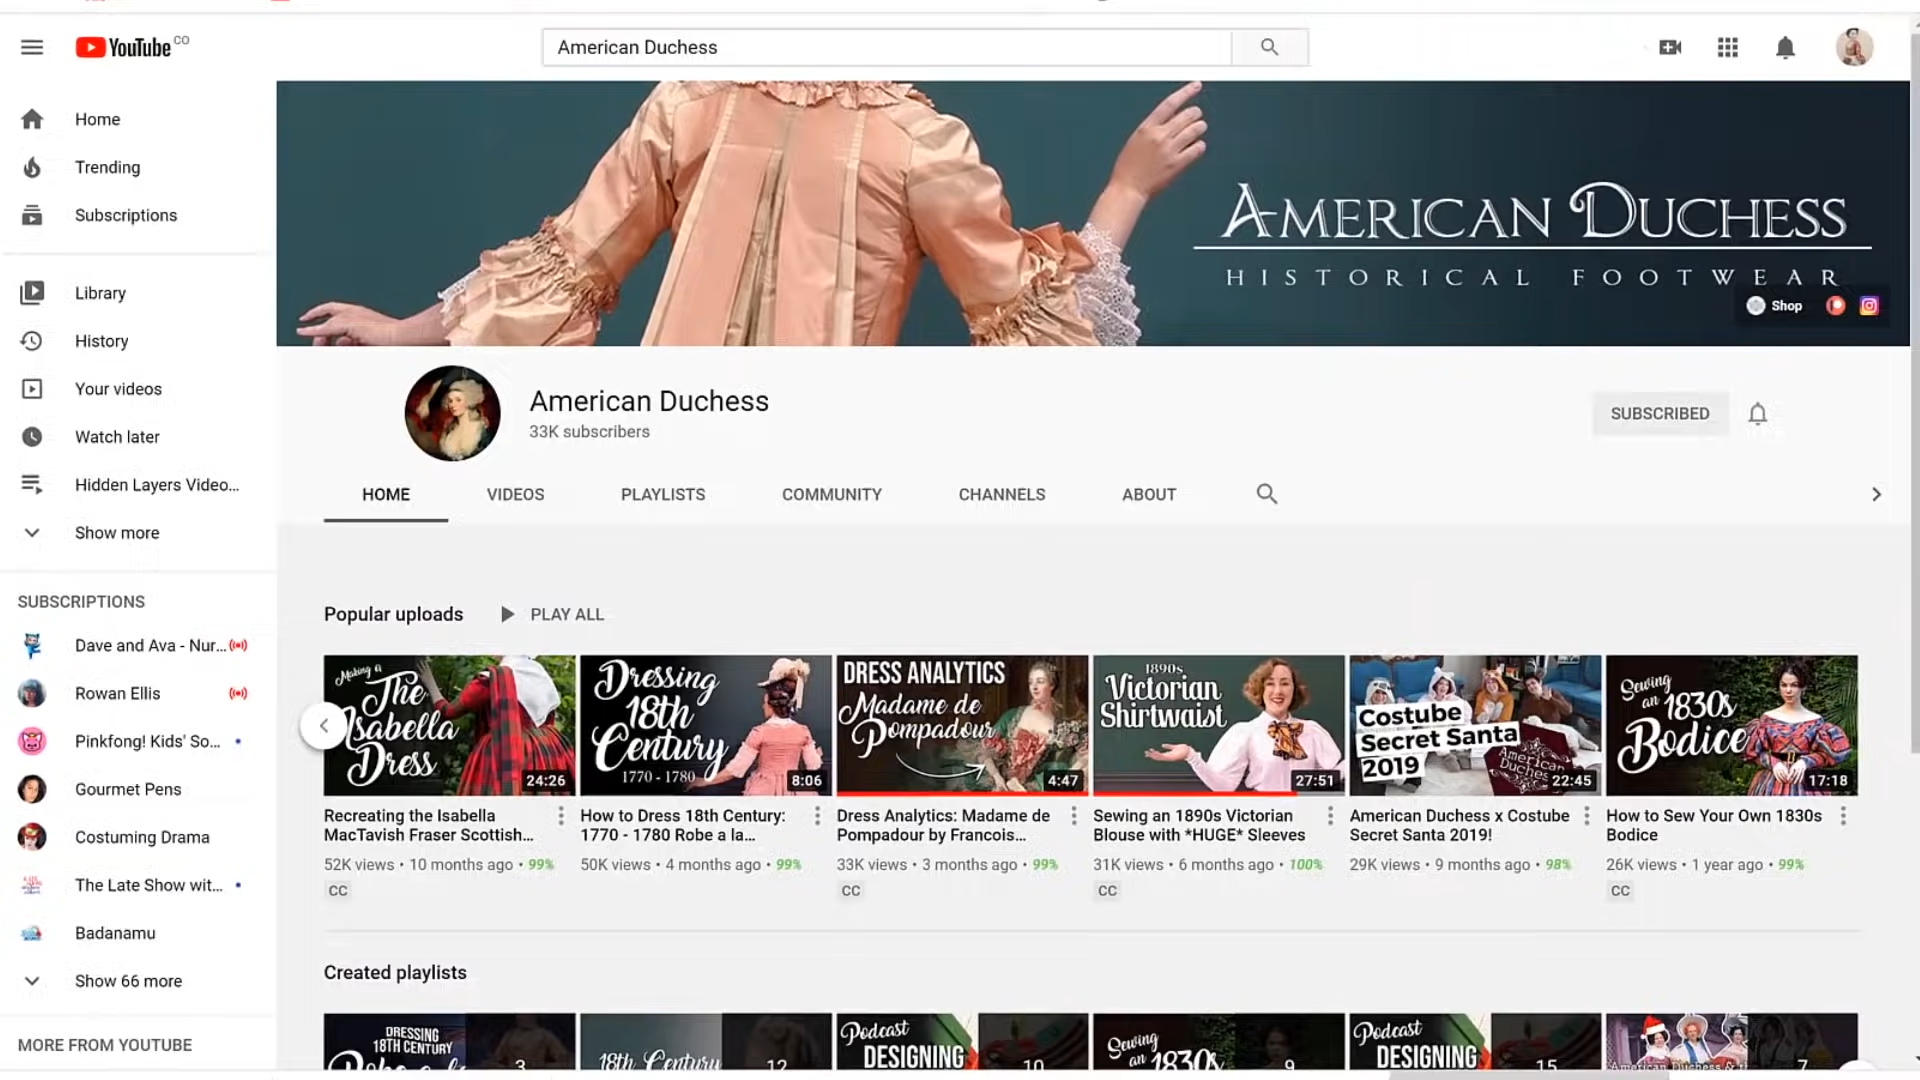 YouTube CO
American Duchess
Home
Trending
Subscriptions
Library
History
Your videos
Watch later
Hidden Layers Video...
Show more
SUBSCRIPTIONS
Dave and Ava - Nur...
Rowan Ellis
Pinkfong! Kids' So...
Gourmet Pens
Costuming Drama
The Late Show wit...
Badanamu
Show 66 more
MORE FROM YOUTUBE
AMERICAN DUCHESS
HISTORICAL FOOTWEAR
Shop
American Duchess
33K subscribers
SUBSCRIBED
HOME VIDEOS PLAYLISTS COMMUNITY CHANNELS ABOUT
Popular uploads PLAY ALL
Making a
The
Isabella
Dress
24:26
Recreating the Isabella
MacTavish Fraser Scottish...
52K views • 10 months ago • 99%
CC
Dressing
18th
Century
1770 - 1780
8:06
How to Dress 18th Century:
1770 - 1780 Robe a la...
50K views • 4 months ago • 99%
DRESS ANALYTICS
Madame de
Pompadour
4:47
Dress Analytics: Madame de
Pompadour by Francois...
33K views • 3 months ago • 99%
CC
1890s
Victorian
Shirtwaist
27:51
Sewing an 1890s Victorian
Blouse with *HUGE* Sleeves
31K views • 6 months ago • 100%
CC
Costube
Secret Santa
2019
American
Duchess
22:45
American Duchess x Costube
Secret Santa 2019!
29K views • 9 months ago • 98%
Sewing
an 1830s
Bodice
17:18
How to Sew Your Own 1830s
Bodice
26K views • 1 year ago • 99%
CC
Created playlists
DRESSING
18TH CENTURY
3
18th Century
12
Podcast
DESIGNING
10
Sewing
an 1830s
9
Podcast
DESIGNING
15
American Duchess &
7